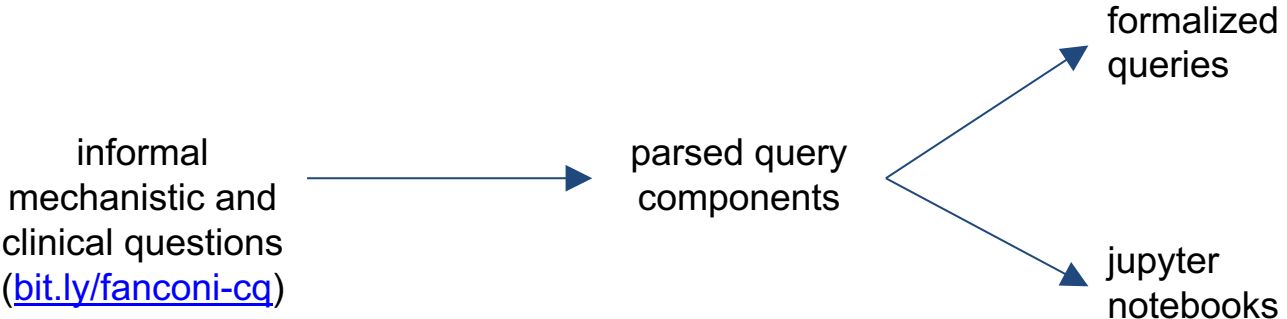 informal
mechanistic and
clinical questions
(bit.ly/fanconi-cq)
parsed query
components
formalized
queries
jupyter
notebooks